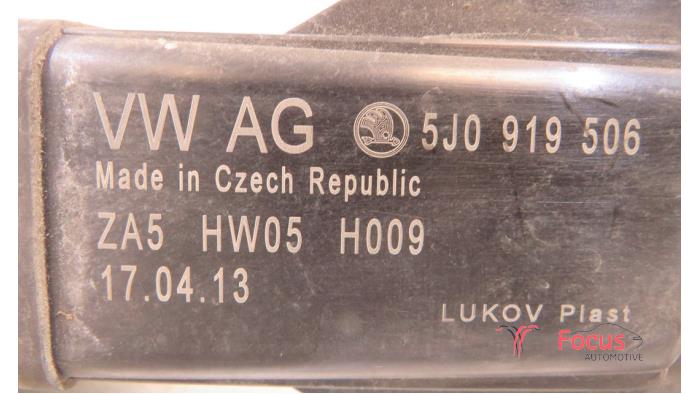 VW AG 5J0 919 506
Made in Czech Republic
ZA5 HW05 H009
17.04.13
LUKOV Plast
Focus
AUTOMOTIVE